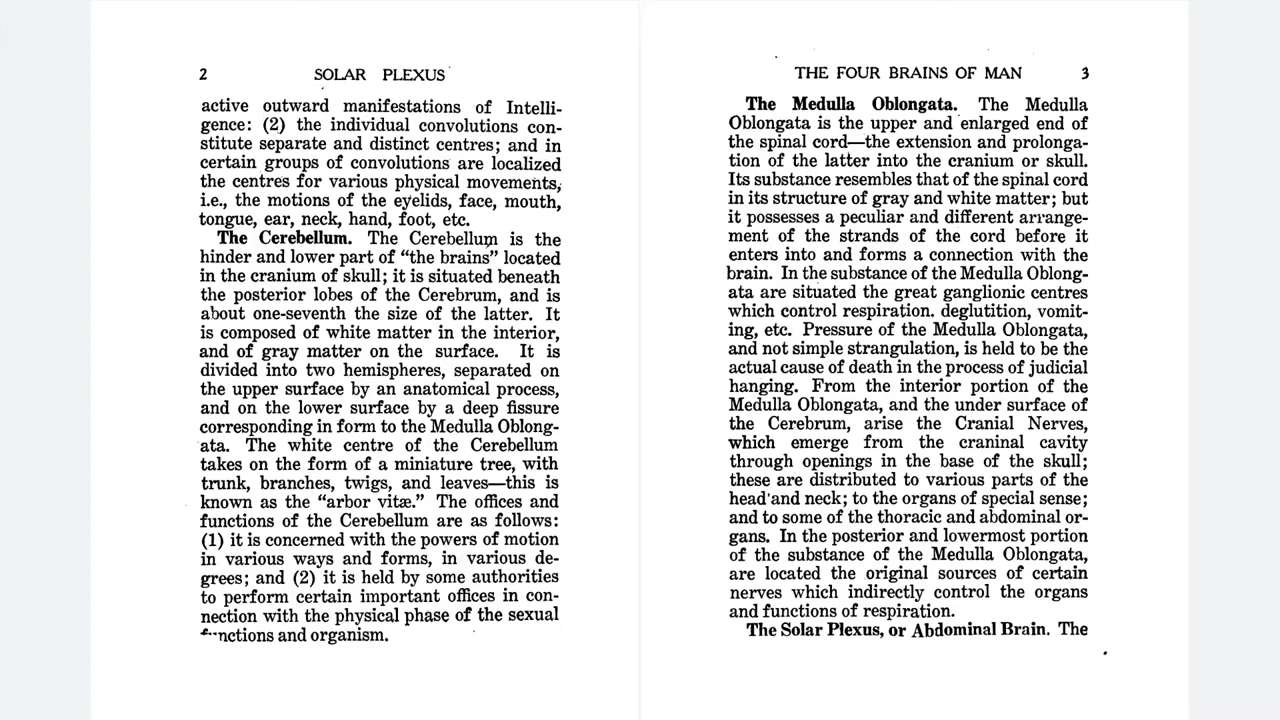 2 SOLAR PLEXUS
active outward manifestations of Intelli-
gence: (2) the individual convolutions con-
stitute separate and distinct centres; and in
certain groups of convolutions are localized
the centres for various physical movements,
i.e., the motions of the eyelids, face, mouth,
tongue, ear, neck, hand, foot, etc.
The Cerebellum. The Cerebellum is the
hinder and lower part of “the brains” located
in the cranium of skull; it is situated beneath
the posterior lobes of the Cerebrum, and is
about one-seventh the size of the latter. It
is composed of white matter in the interior,
and of gray matter on the surface. It is
divided into two hemispheres, separated on
the upper surface by an anatomical process,
and on the lower surface by a deep fissure
corresponding in form to the Medulla Oblong-
ata. The white centre of the Cerebellum
takes on the form of a miniature tree, with
trunk, branches, twigs, and leaves—this is
known as the “arbor vitæ.” The offices and
functions of the Cerebellum are as follows:
(1) it is concerned with the powers of motion
in various ways and forms, in various de-
grees; and (2) it is held by some authorities
to perform certain important offices in con-
nection with the physical phase of the sexual
functions and organism.
THE FOUR BRAINS OF MAN 3
The Medulla Oblongata. The Medulla
Oblongata is the upper and enlarged end of
the spinal cord—the extension and prolonga-
tion of the latter into the cranium or skull.
Its substance resembles that of the spinal cord
in its structure of gray and white matter; but
it possesses a peculiar and different arrange-
ment of the strands of the cord before it
enters into and forms a connection with the
brain. In the substance of the Medulla Oblong-
ata are situated the great ganglionic centres
which control respiration. deglutition, vomit-
ing, etc. Pressure of the Medulla Oblongata,
and not simple strangulation, is held to be the
actual cause of death in the process of judicial
hanging. From the interior portion of the
Medulla Oblongata, and the under surface of
the Cerebrum, arise the Cranial Nerves,
which emerge from the craninal cavity
through openings in the base of the skull;
these are distributed to various parts of the
head and neck; to the organs of special sense;
and to some of the thoracic and abdominal or-
gans. In the posterior and lowermost portion
of the substance of the Medulla Oblongata,
are located the original sources of certain
nerves which indirectly control the organs
and functions of respiration.
The Solar Plexus, or Abdominal Brain. The